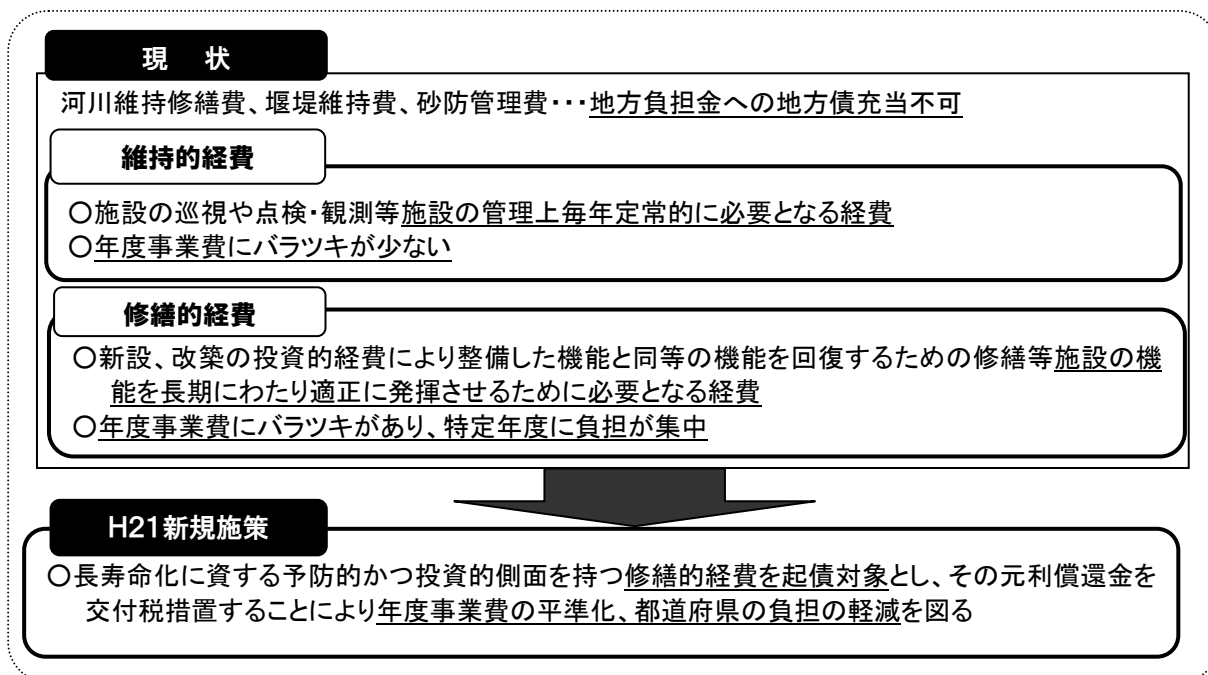 現 状
河川維持修繕費、堰堤維持費、砂防管理費・・・地方負担金への地方債充当不可
維持的経費
○施設の巡視や点検・観測等施設の管理上毎年定常的に必要となる経費
○年度事業費にバラツキが少ない
修繕的経費
○新設、改築の投資的経費により整備した機能と同等の機能を回復するための修繕等施設の機
能を長期にわたり適正に発揮させるために必要となる経費
○年度事業費にバラツキがあり、特定年度に負担が集中
H21新規施策
○長寿命化に資する予防的かつ投資的側面を持つ修繕的経費を起債対象とし、その元利償還金を
交付税措置することにより年度事業費の平準化、都道府県の負担の軽減を図る